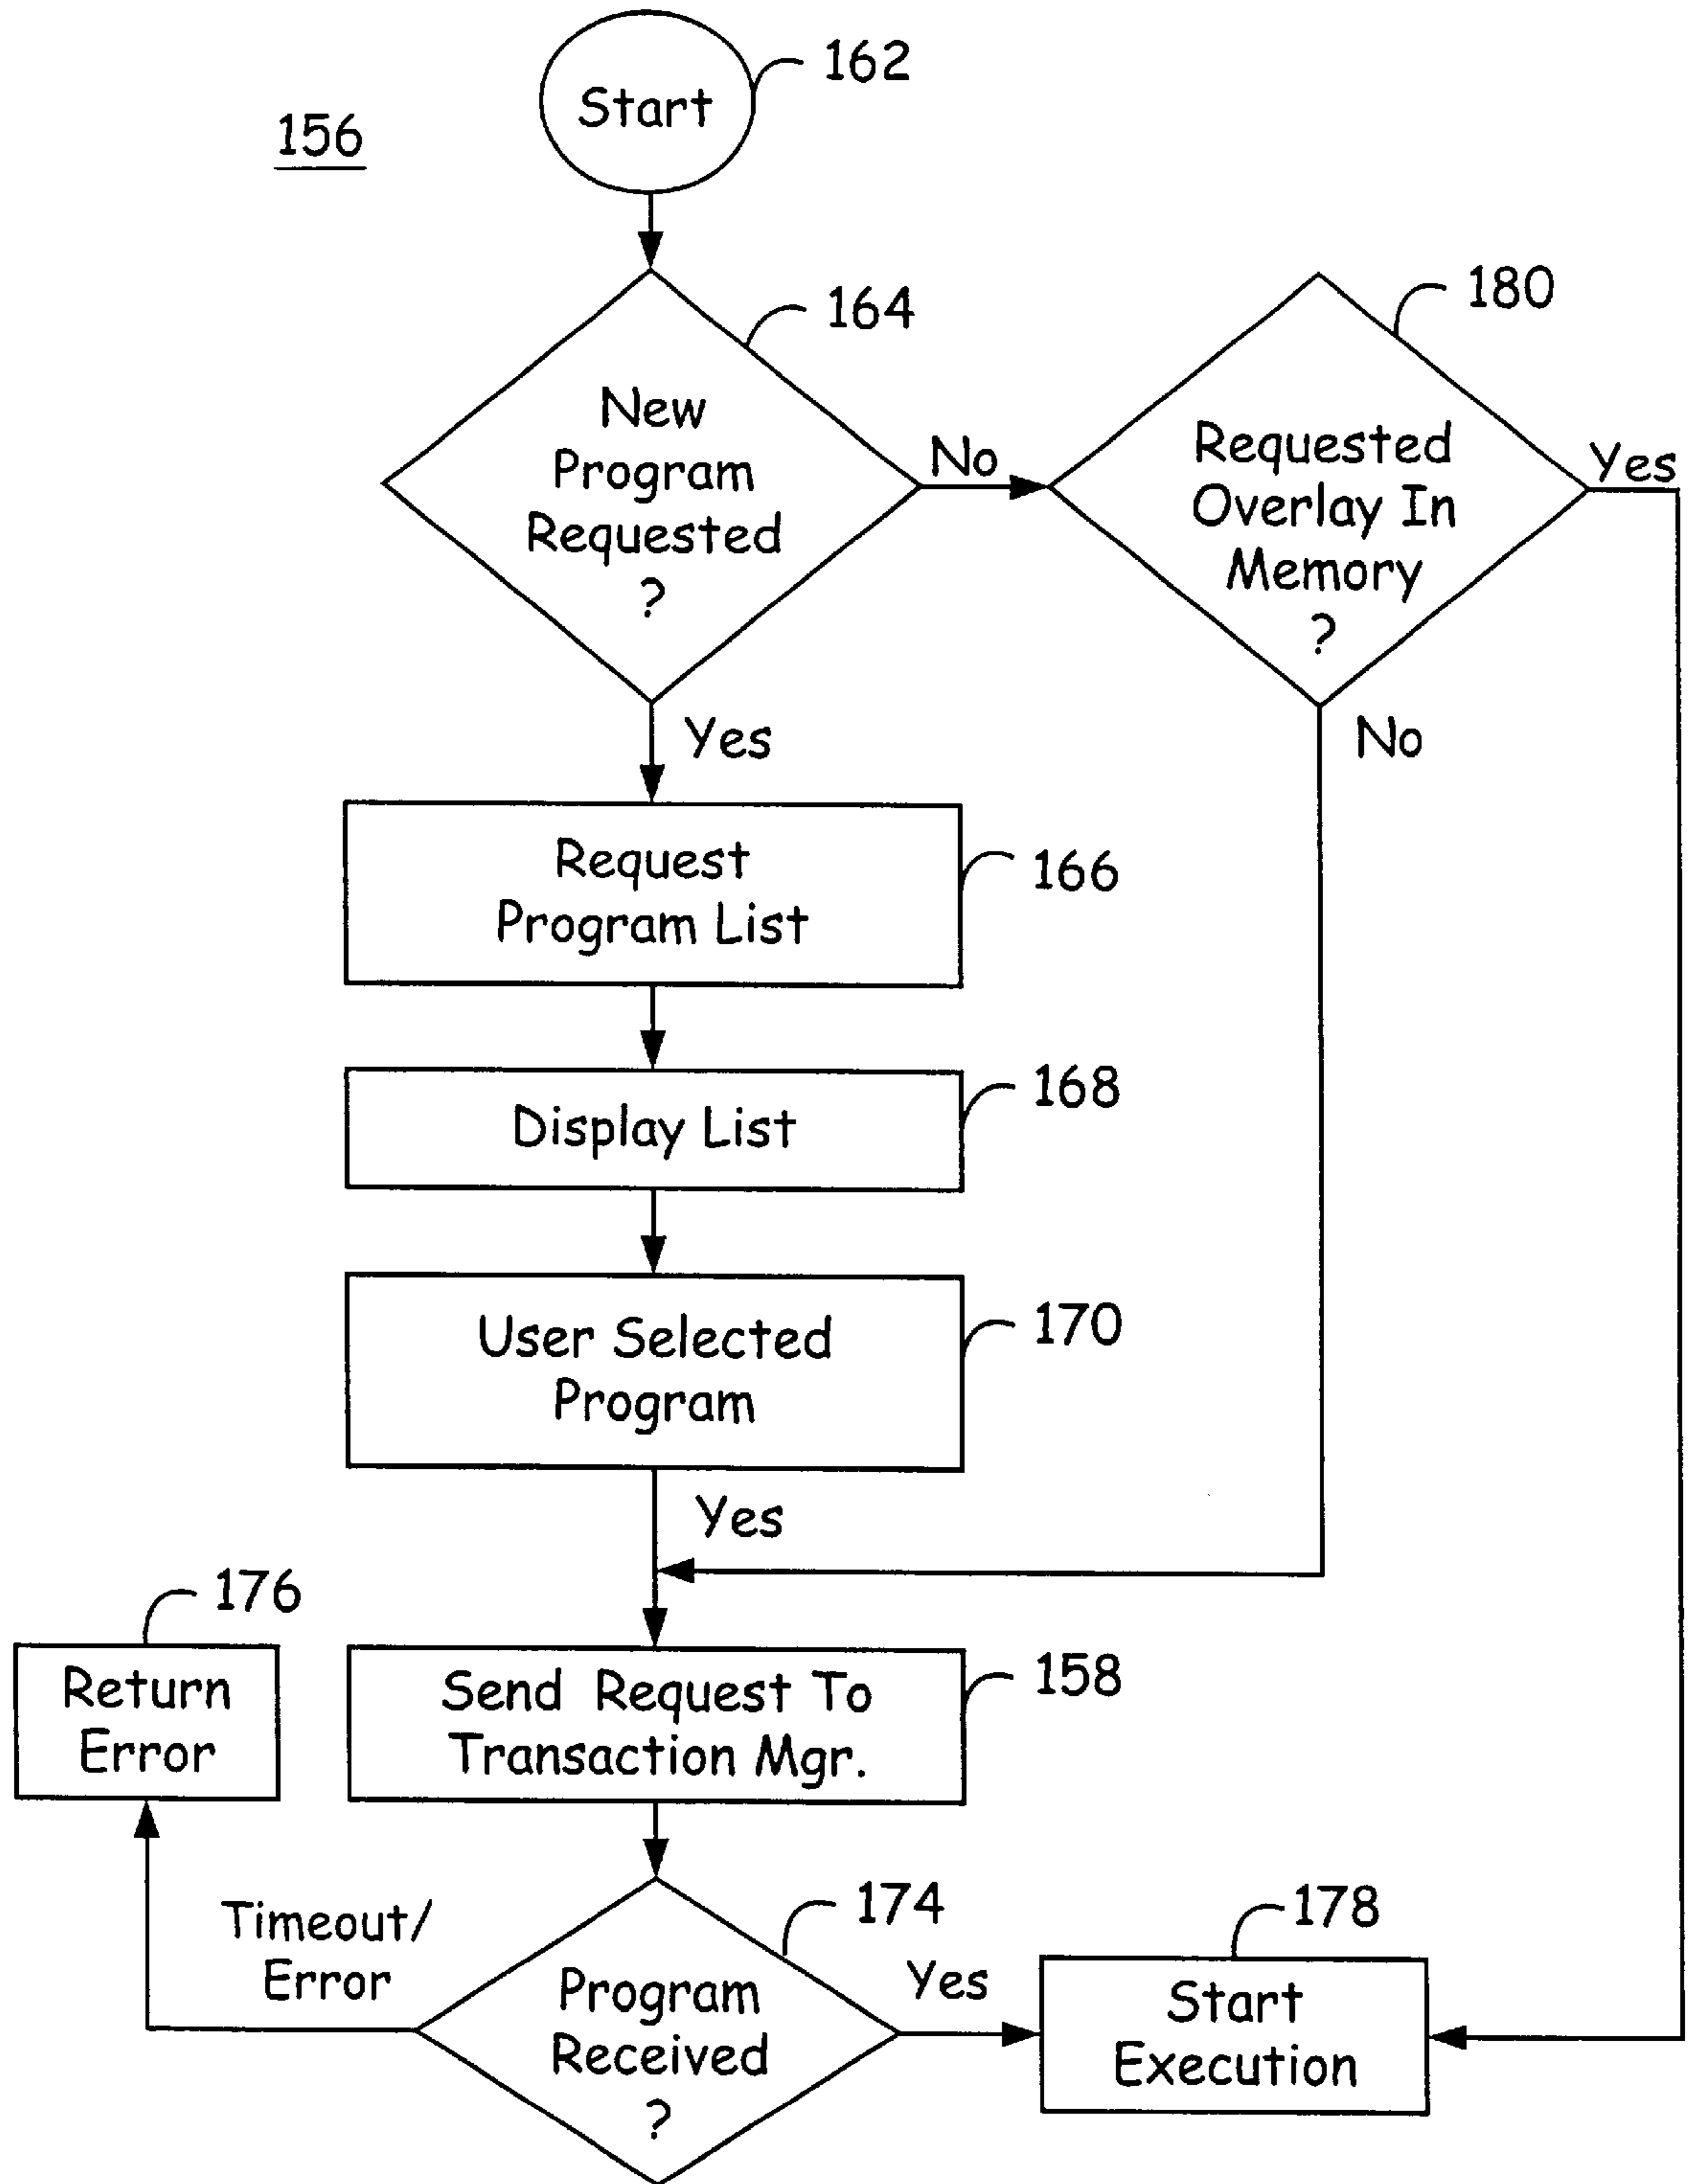 162
Start
156
164
New
Program
Requested
?
No
180
Requested
Overlay In
Memory
?
Yes
Yes
No
Request
Program List
166
Display List
168
User Selected
Program
170
Yes
176
Return
Error
Send Request To
Transaction Mgr.
158
Timeout/
Error
174
Program
Received
?
Yes
178
Start
Execution